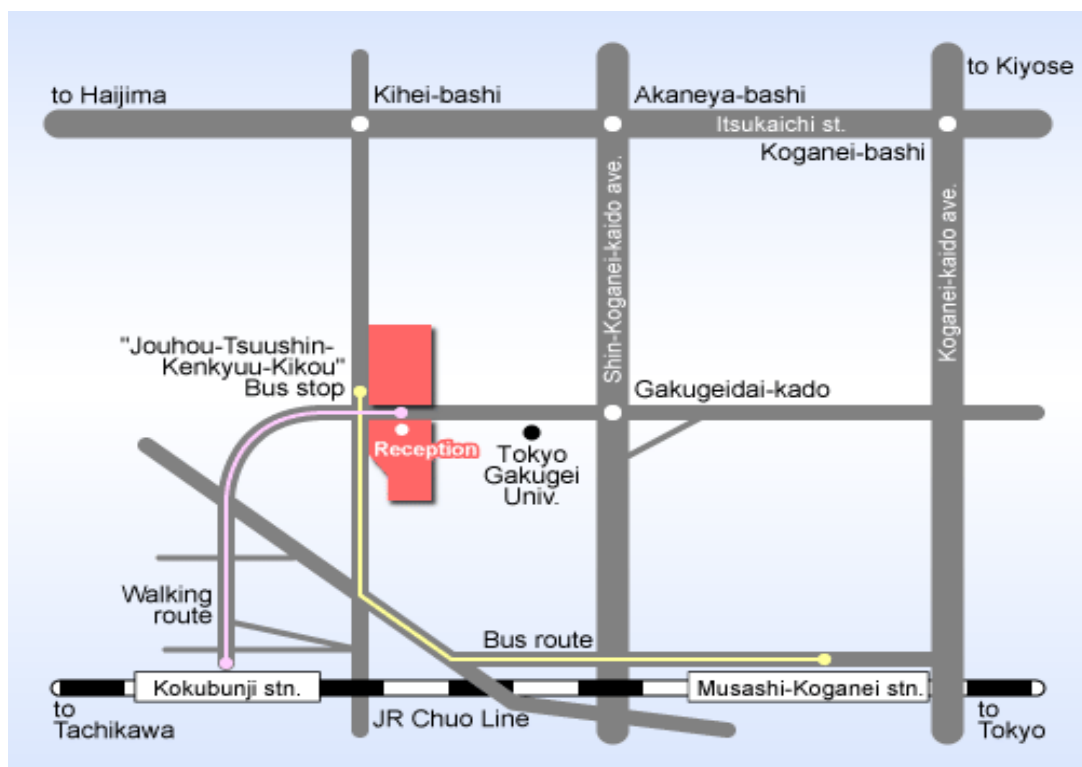 to Kiyose
to Haijima
Kihei-bashi
Akaneya-bashi
Itsukaichi st.
Koganei-bashi
Shin-Koganei-kaido ave.
Koganei-kaido ave.
"Jouhou-Tsuushin-
Kenkyuu-Kikou"
Bus stop
Gakugeidai-kado
Reception
Tokyo
Gakugei
Univ.
Walking
route
Bus route
Kokubunji stn.
Musashi-Koganei stn.
to
Tachikawa
JR Chuo Line
to
Tokyo